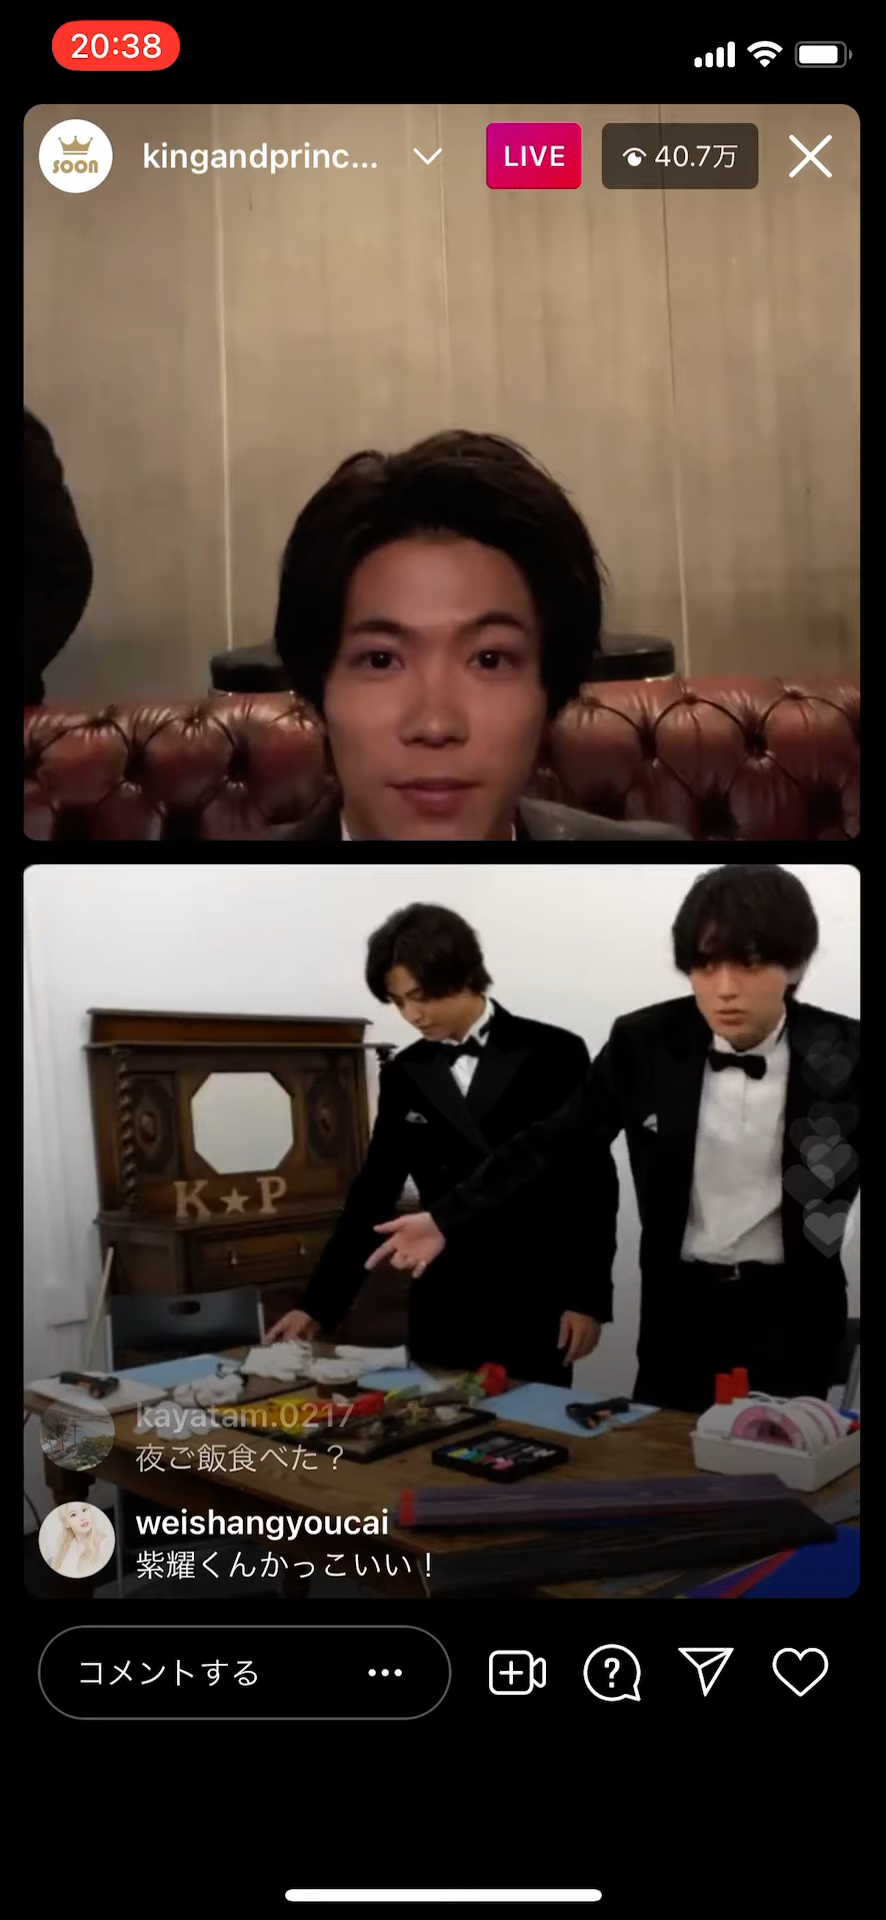 20:38
SOON
kingandprinc...
LIVE
40.7万
K★P
kayatam.0217
夜ご飯食べた？
weishangyoucai
紫耀くんかっこいい！
コメントする